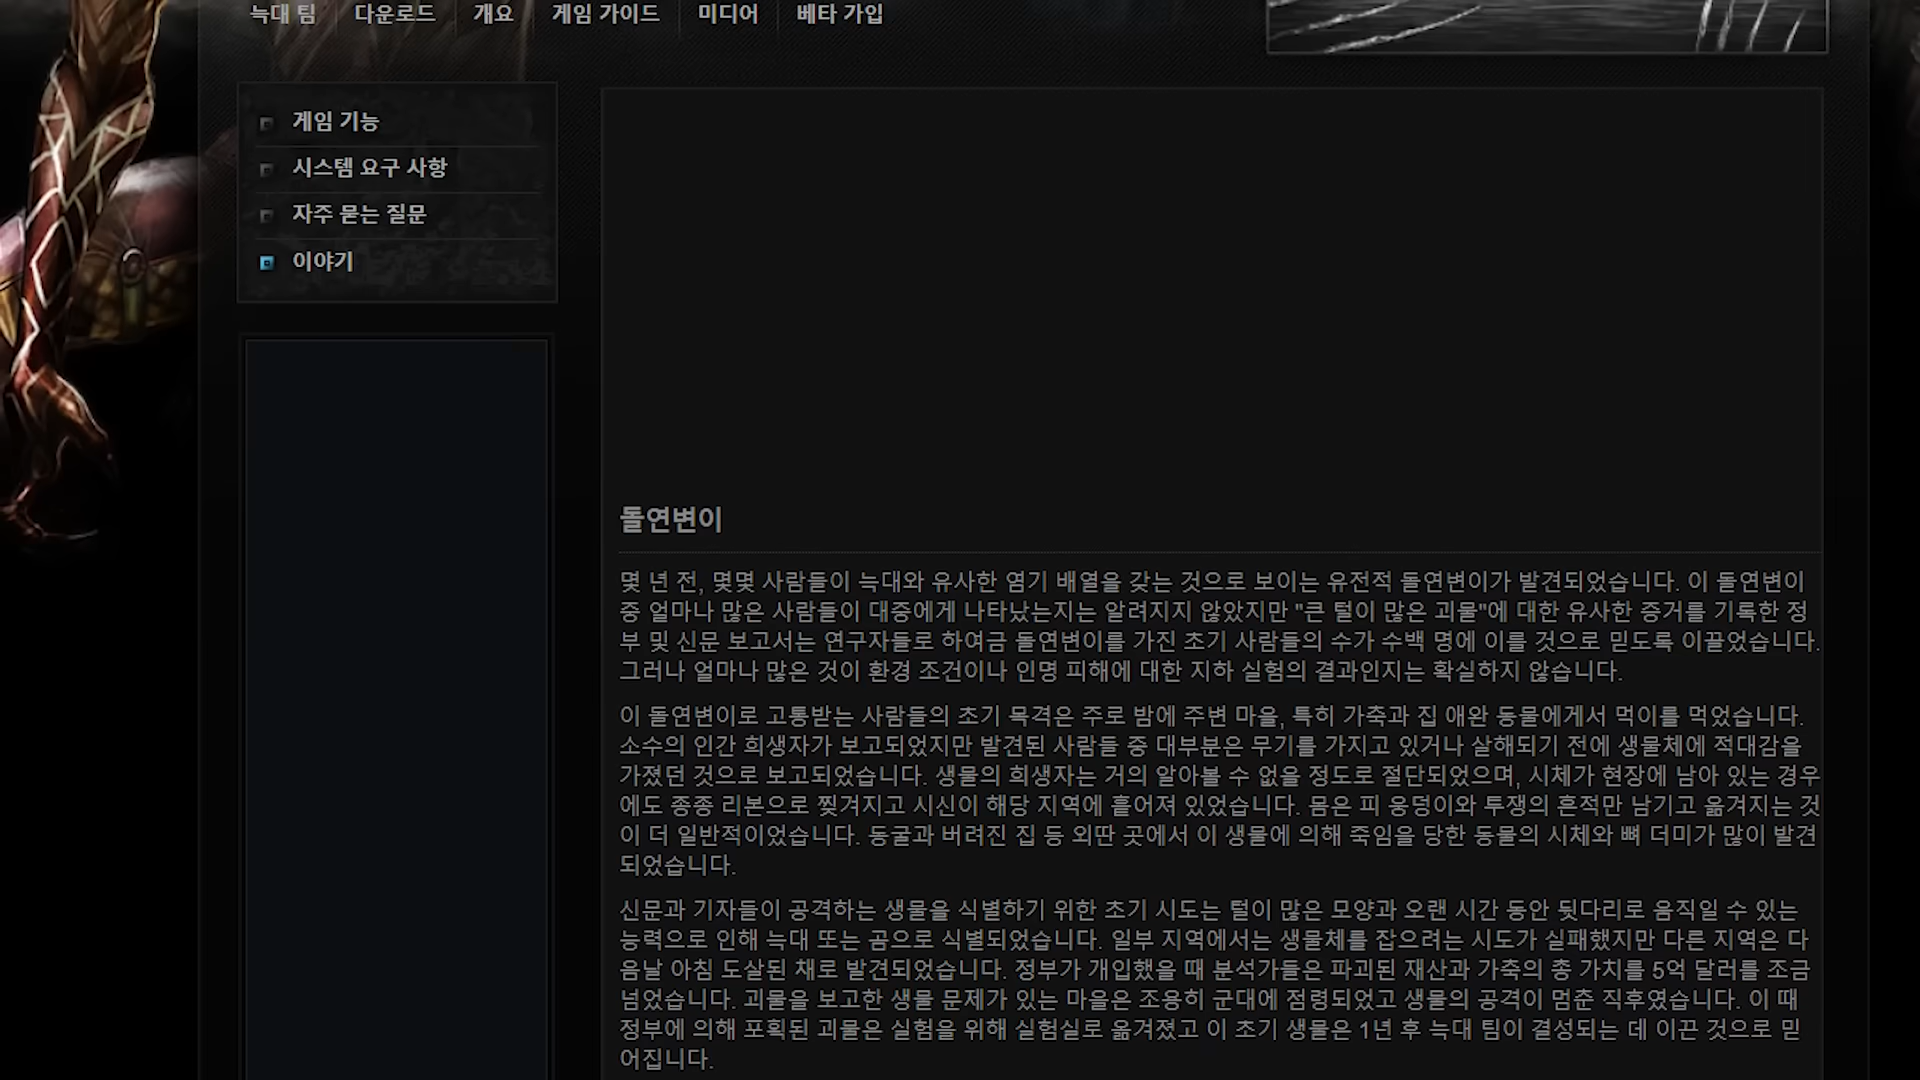 늑대 팀 다운로드 개요 게임 가이드 미디어 베타 가입
게임 기능
시스템 요구 사항
자주 묻는 질문
이야기
돌연변이
몇 년 전, 몇몇 사람들이 늑대와 유사한 염기 배열을 갖는 것으로 보이는 유전적 돌연변이가 발견되었습니다. 이 돌연변이
중 얼마나 많은 사람들이 대중에게 나타났는지는 알려지지 않았지만 "큰 털이 많은 괴물"에 대한 유사한 증거를 기록한 정
부 및 신문 보고서는 연구자들로 하여금 돌연변이를 가진 초기 사람들의 수가 수백 명에 이를 것으로 믿도록 이끌었습니다.
그러나 얼마나 많은 것이 환경 조건이나 인명 피해에 대한 지하 실험의 결과인지는 확실하지 않습니다.
이 돌연변이로 고통받는 사람들의 초기 목격은 주로 밤에 주변 마을, 특히 가축과 집 애완 동물에게서 먹이를 먹었습니다.
소수의 인간 희생자가 보고되었지만 발견된 사람들 중 대부분은 무기를 가지고 있거나 살해되기 전에 생물체에 적대감을
가졌던 것으로 보고되었습니다. 생물의 희생자는 거의 알아볼 수 없을 정도로 절단되었으며, 시체가 현장에 남아 있는 경우
에도 종종 리본으로 찢겨지고 시신이 해당 지역에 흩어져 있었습니다. 몸은 피 웅덩이와 투쟁의 흔적만 남기고 옮겨지는 것
이 더 일반적이었습니다. 동굴과 버려진 집 등 외딴 곳에서 이 생물에 의해 죽임을 당한 동물의 시체와 뼈 더미가 많이 발견
되었습니다.
신문과 기자들이 공격하는 생물을 식별하기 위한 초기 시도는 털이 많은 모양과 오랜 시간 동안 뒷다리로 움직일 수 있는
능력으로 인해 늑대 또는 곰으로 식별되었습니다. 일부 지역에서는 생물체를 잡으려는 시도가 실패했지만 다른 지역은 다
음날 아침 도살된 채로 발견되었습니다. 정부가 개입했을 때 분석가들은 파괴된 재산과 가축의 총 가치를 5억 달러를 조금
넘었습니다. 괴물을 보고한 생물 문제가 있는 마을은 조용히 군대에 점령되었고 생물의 공격이 멈춘 직후였습니다. 이 때
정부에 의해 포획된 괴물은 실험을 위해 실험실로 옮겨졌고 이 초기 생물은 1년 후 늑대 팀이 결성되는 데 이끈 것으로 믿
어집니다.